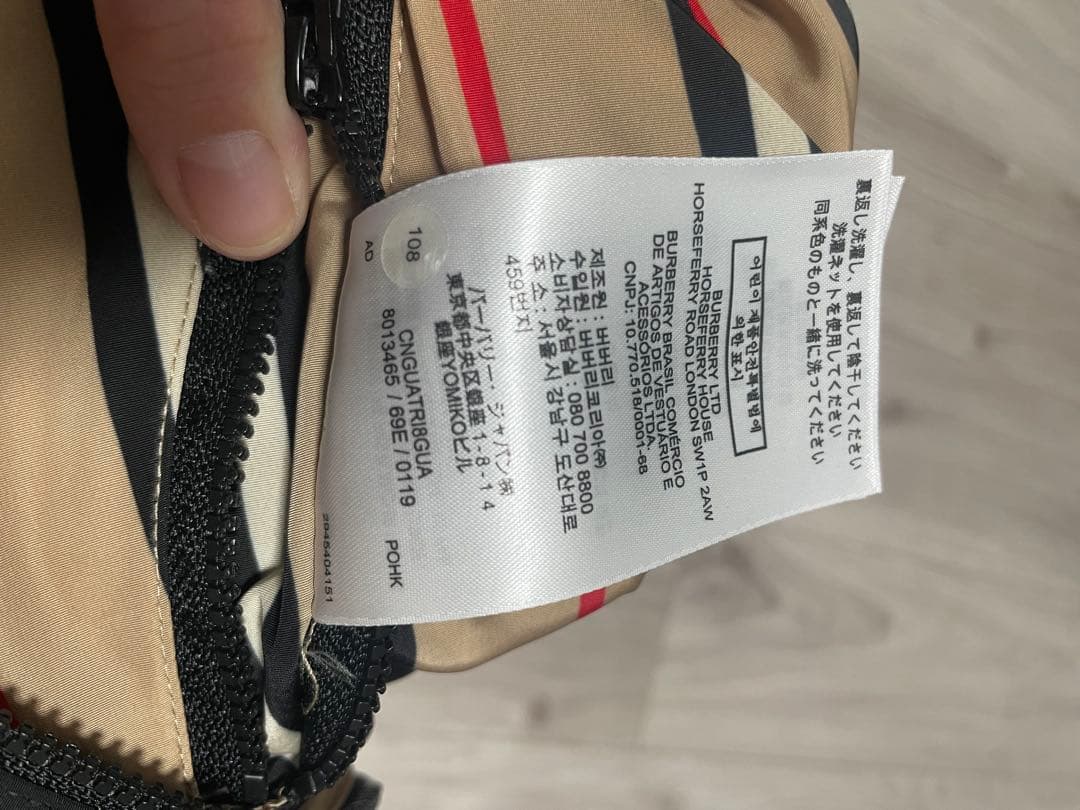 裏返し洗濯し、裏返して陰干してください
洗濯ネットを使用してください
同系色のものと一緒に洗ってください
어린이제품안전특별법에
의한 표시
BURBERRY LTD
HORSEFERRY HOUSE
HORSEFERRY ROAD LONDON SW1P 2AW
BURBERRY BRASIL COMÉRCIO
DE ARTIGOS DE VESTUÁRIO E
ACESSORIOS LTDA.
CNPJ: 10.770.518/0001-68
제조원 : 버버리
수입원 : 버버리코리아㈜
소비자상담실 : 080 700 8800
주 소 : 서울시 강남구 도산대로
459번지
バーバリー・ジャパン㈱
東京都中央区銀座1-8-14
銀座YOMIKOビル
108
CNGUATRI8GUA
8013465 / 69E / 0119
AD
POHK
2945404151